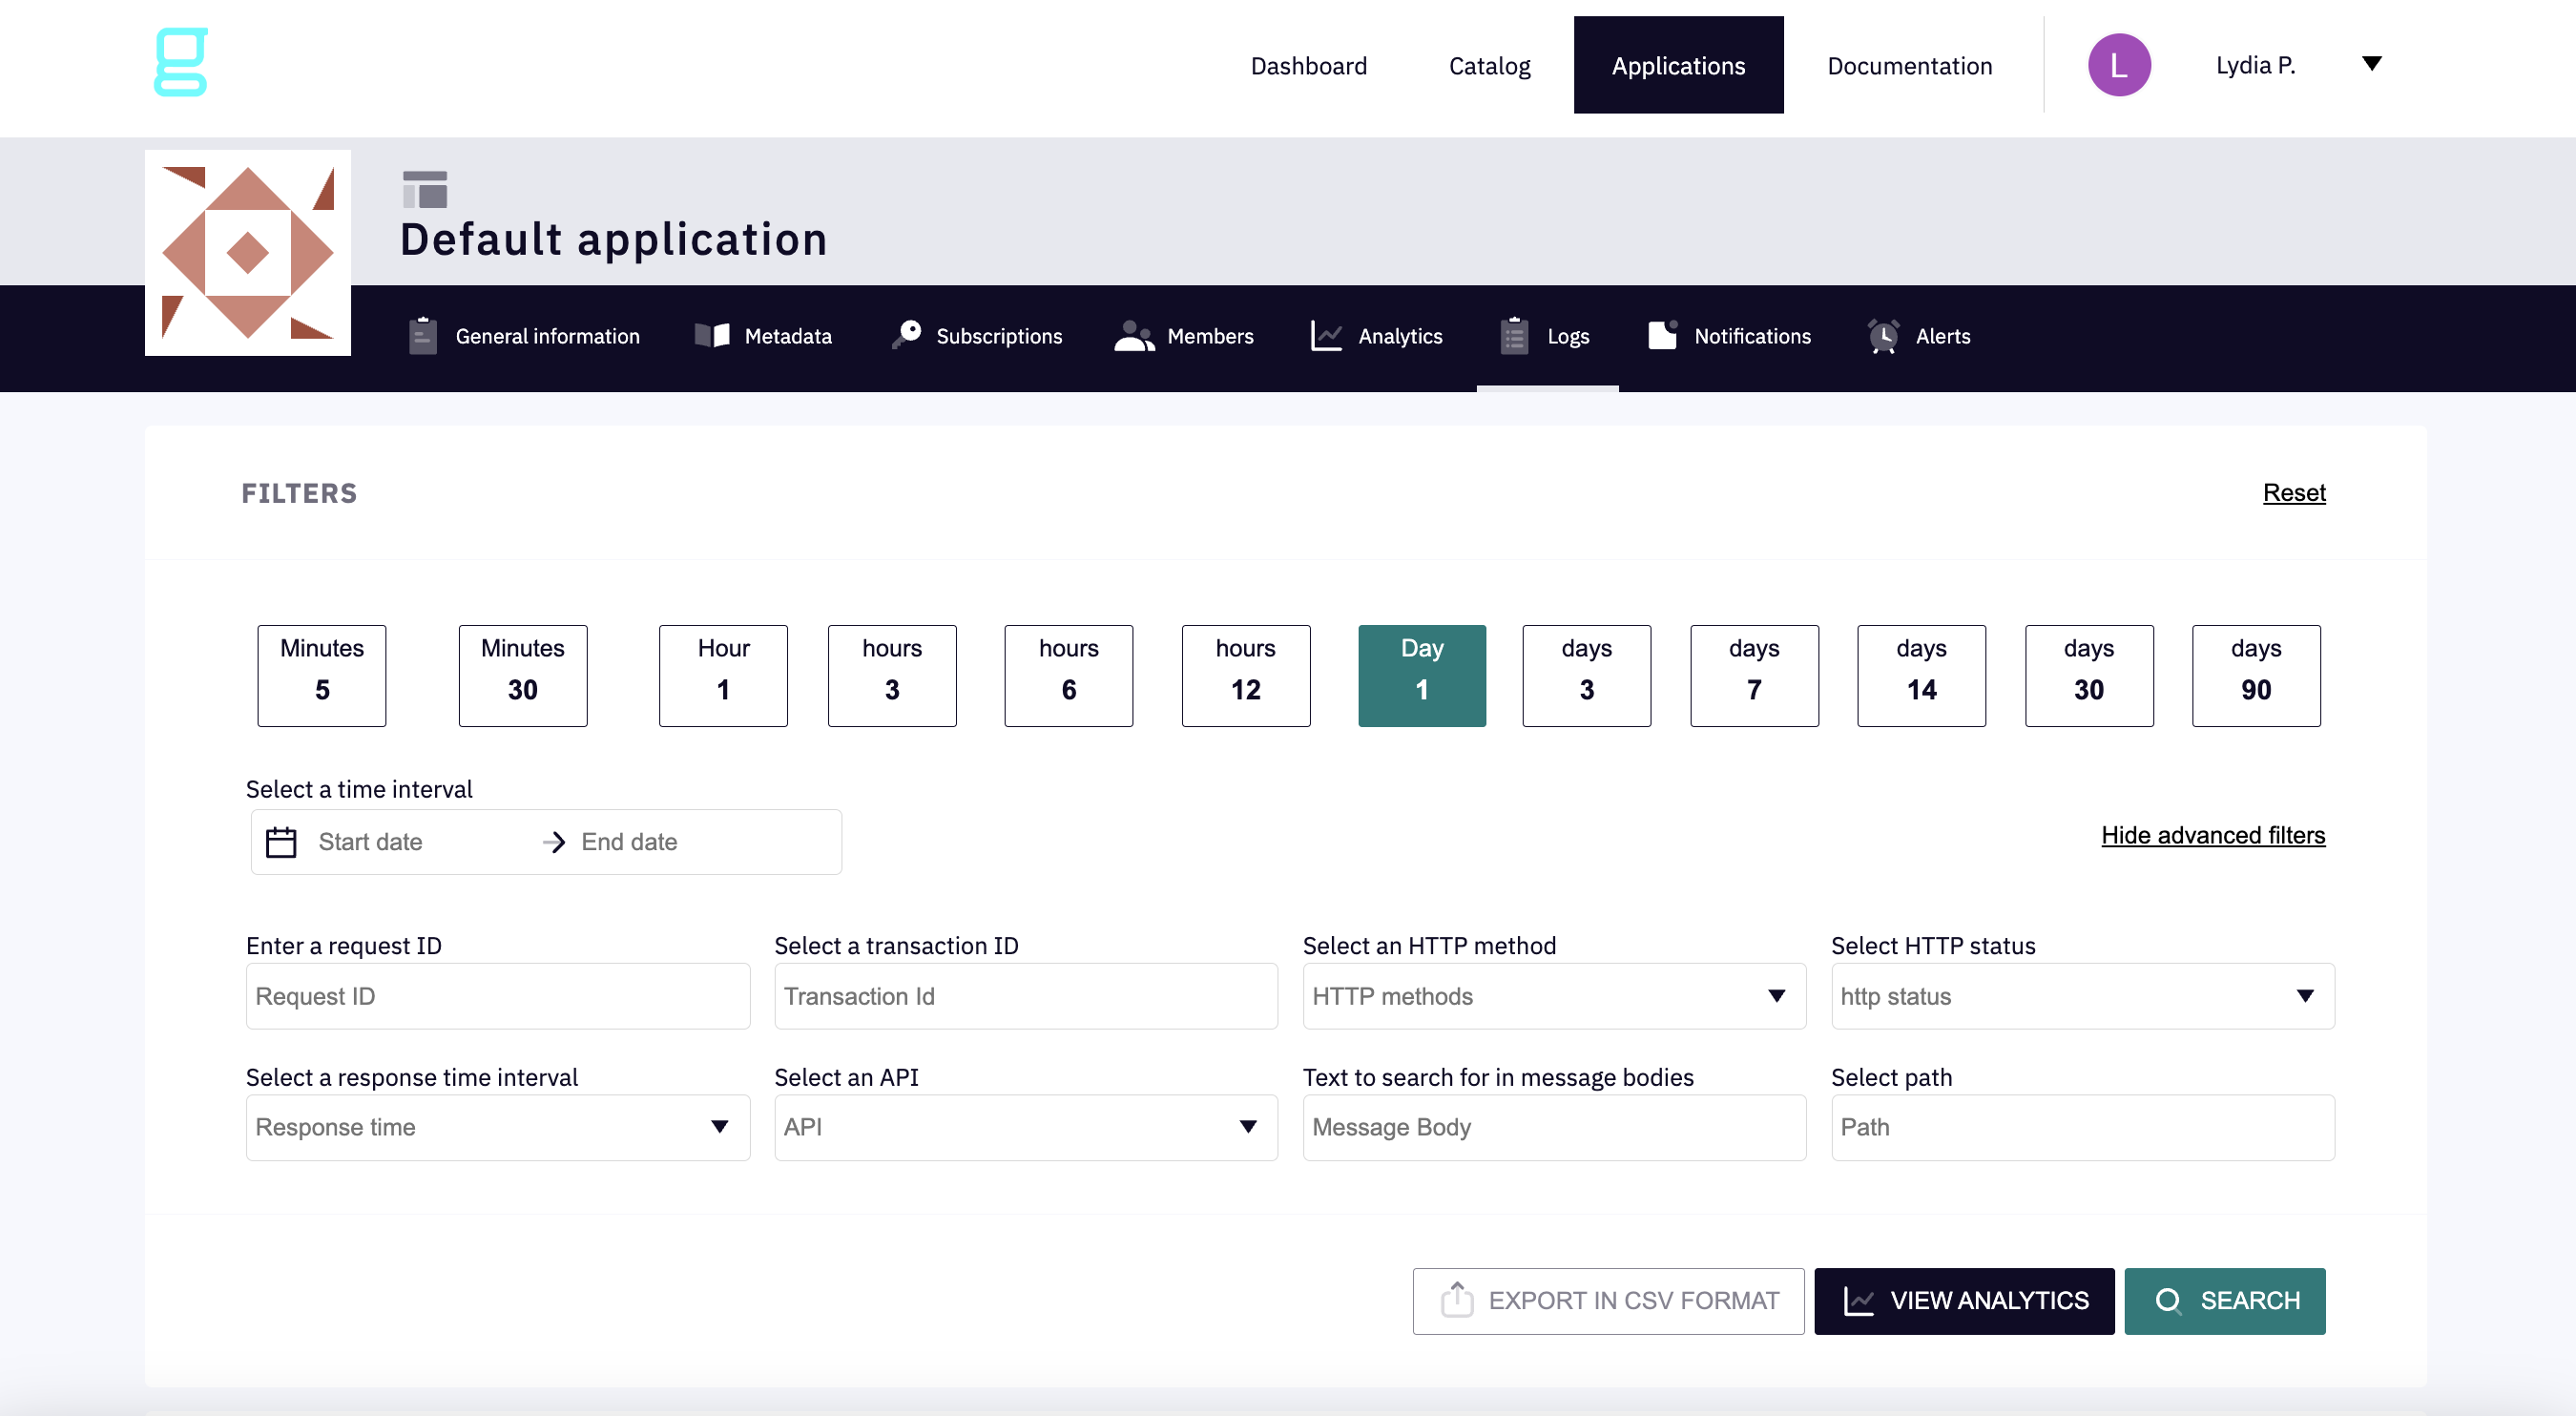 g
Dashboard Catalog Applications Documentation L Lydia P.
Default application
General information Metadata Subscriptions Members Analytics Logs Notifications Alerts
FILTERS Reset
Minutes Minutes Hour hours hours hours Day days days days days days
5 30 1 3 6 12 1 3 7 14 30 90
Select a time interval
Start date End date
Hide advanced filters
Enter a request ID Select a transaction ID Select an HTTP method Select HTTP status
Request ID Transaction Id HTTP methods http status
Select a response time interval Select an API Text to search for in message bodies Select path
Response time API Message Body Path
EXPORT IN CSV FORMAT VIEW ANALYTICS SEARCH